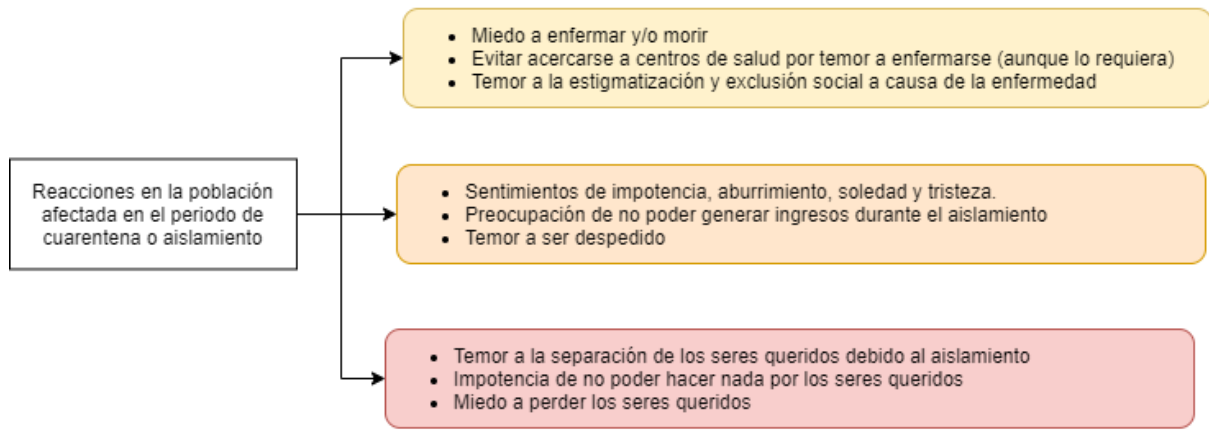 Miedo a enfermar y/o morir
Evitar acercarse a centros de salud por temor a enfermarse (aunque lo requiera)
Temor a la estigmatización y exclusión social a causa de la enfermedad
Reacciones en la población
afectada en el periodo de
cuarentena o aislamiento
Sentimientos de impotencia, aburrimiento, soledad y tristeza.
Preocupación de no poder generar ingresos durante el aislamiento
Temor a ser despedido
Temor a la separación de los seres queridos debido al aislamiento
Impotencia de no poder hacer nada por los seres queridos
Miedo a perder los seres queridos